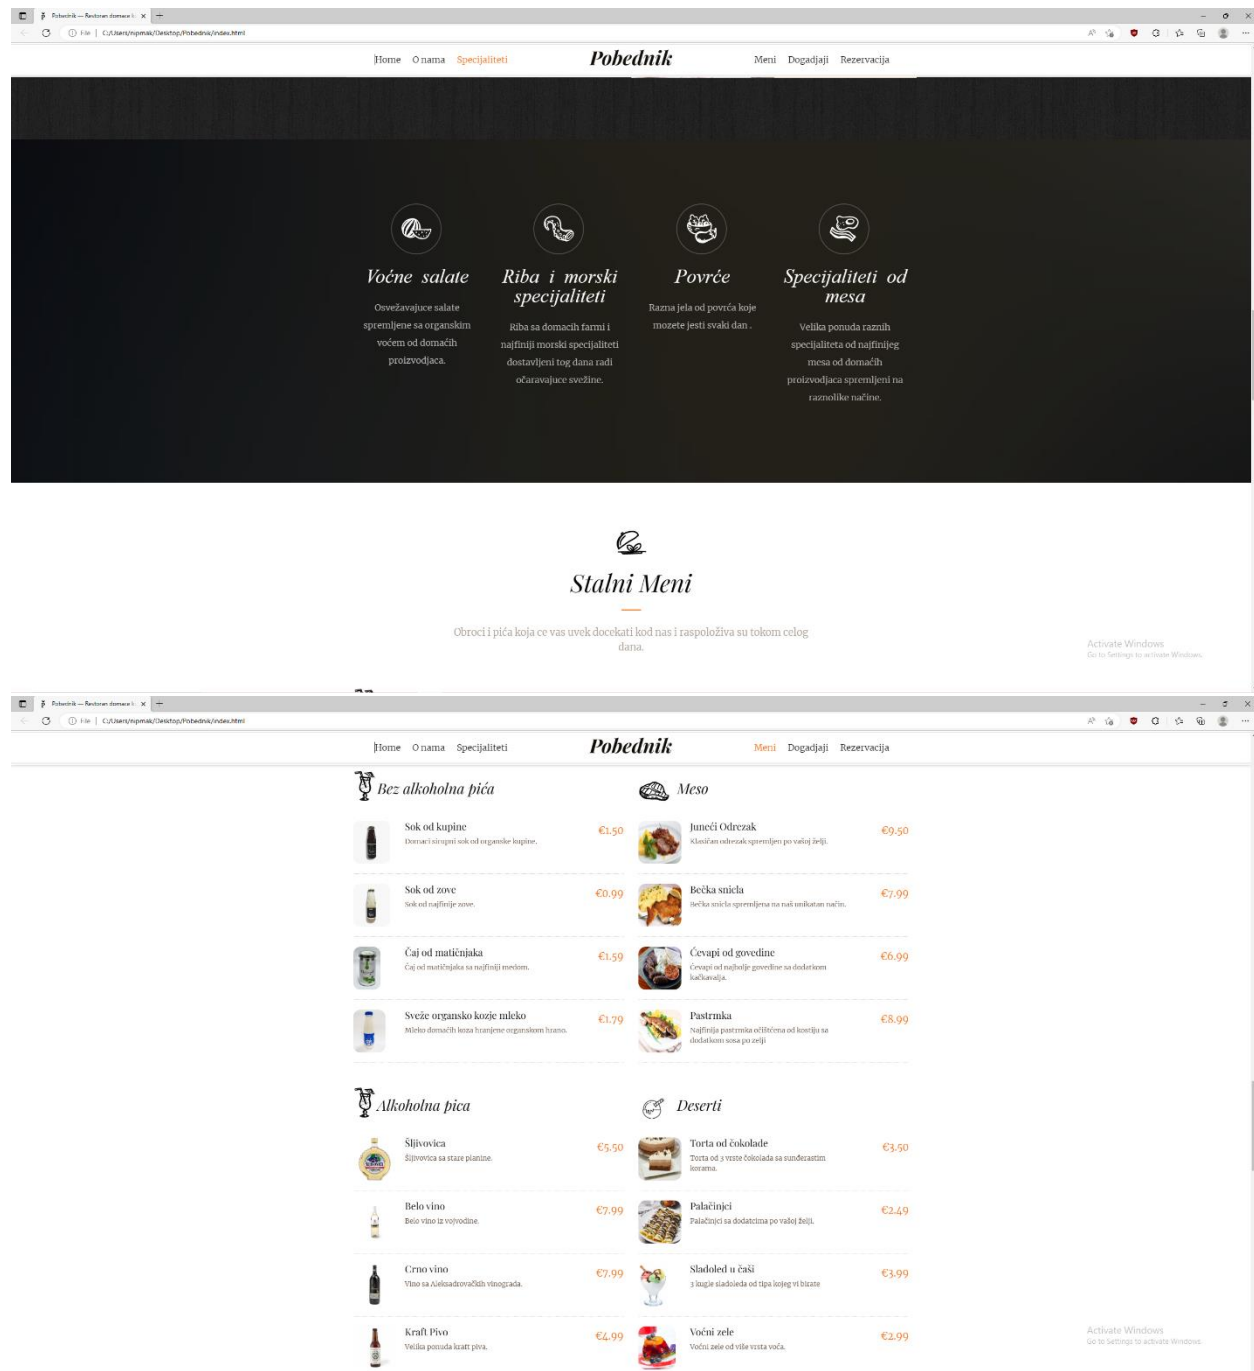 Pobednik — Restoran domace k
File | C:/Users/nipmak/Desktop/Pobednik/index.html
Home O nama Specijaliteti Pobednik Meni Dogadjaji Rezervacija
Voćne salate
Osvežavajuce salate
spremljene sa organskim
voćem od domaćih
proizvodjaca.
Riba i morski
specijaliteti
Riba sa domacih farmi i
najfiniji morski specijaliteti
dostavljeni tog dana radi
očaravajuce svežine.
Povrće
Razna jela od povrća koje
mozete jesti svaki dan .
Specijaliteti od
mesa
Velika ponuda raznih
specijaliteta od najfinijeg
mesa od domaćih
proizvodjaca spremljeni na
raznolike načine.
Stalni Meni
Obroci i pića koja ce vas uvek docekati kod nas i raspoloživa su tokom celog
dana.
Activate Windows
Go to Settings to activate Windows.
Pobednik — Restoran domace k
File | C:/Users/nipmak/Desktop/Pobednik/index.html
Home O nama Specijaliteti Pobednik Meni Dogadjaji Rezervacija
Bez alkoholna pića
Sok od kupine €1.50
Domaci sirupni sok od organske kupine.
Sok od zove €0.99
Sok od najfinije zove.
Čaj od matičnjaka €1.59
Čaj od matičnjaka sa najfiniji medom.
Sveže organsko kozje mleko €1.79
Mleko domaćih koza hranjene organskom hrano.
Meso
Juneći Odrezak €9.50
Klasičan odrezak spremljen po vašoj želji.
Bečka snicla €7.99
Bečka snicla spremljena na naš unikatan način.
Ćevapi od govedine €6.99
Ćevapi od najbolje govedine sa dodatkom
kačkavalja.
Pastrmka €8.99
Najfinija pastrmka očištćena od kostiju sa
dodatkom sosa po zelji
Alkoholna pica
Šljivovica €5.50
Šljivovica sa stare planine.
Belo vino €7.99
Belo vino iz vojvodine.
Crno vino €7.99
Vino sa Aleksadrovačkih vinograda.
Kraft Pivo €4.99
Velika ponuda kraft piva.
Deserti
Torta od čokolade €3.50
Torta od 3 vrste čokolada sa sunđerastim
korama.
Palačinjci €2.49
Palačinjci sa dodatcima po vašoj želji.
Sladoled u čaši €3.99
3 kugle sladoleda od tipa kojeg vi birate
Voćni zele €2.99
Voćni zele od više vrsta voća.
Activate Windows
Go to Settings to activate Windows.